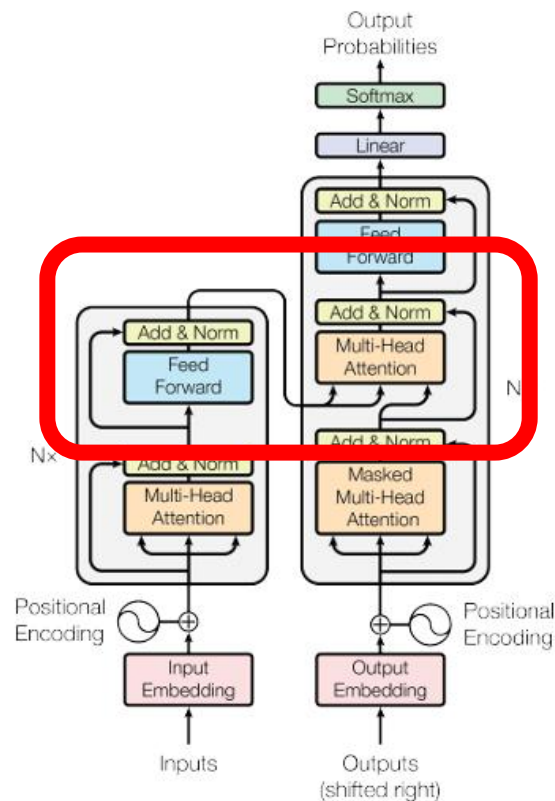 Output
Probabilities
Softmax
Linear
Add & Norm
Feed
Forward
Add & Norm
Multi-Head
Attention
N
Add & Norm
Masked
Multi-Head
Attention
Add & Norm
Feed
Forward
N×
Add & Norm
Multi-Head
Attention
Positional
Encoding
Positional
Encoding
Input
Embedding
Output
Embedding
Inputs
Outputs
(shifted right)